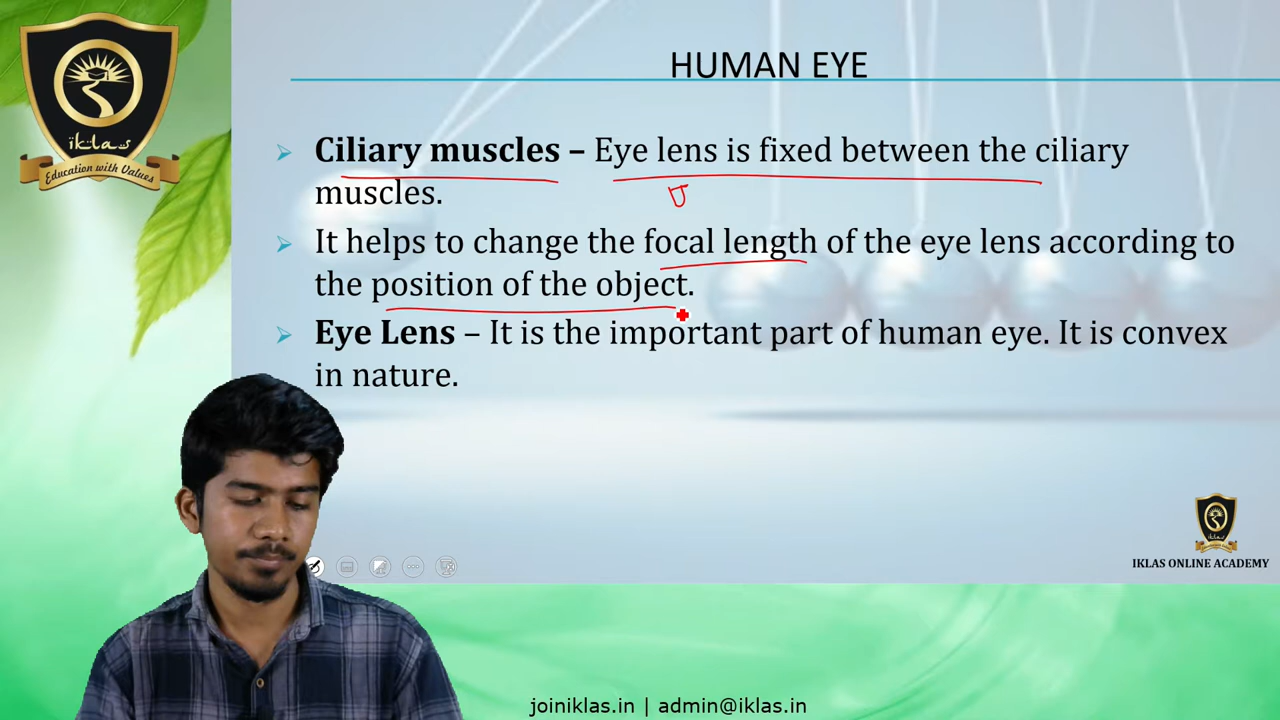 HUMAN EYE
iklas
Education with Values
Ciliary muscles – Eye lens is fixed between the ciliary
muscles.
It helps to change the focal length of the eye lens according to
the position of the object.
Eye Lens – It is the important part of human eye. It is convex
in nature.
IKLAS ONLINE ACADEMY
joiniklas.in | admin@iklas.in